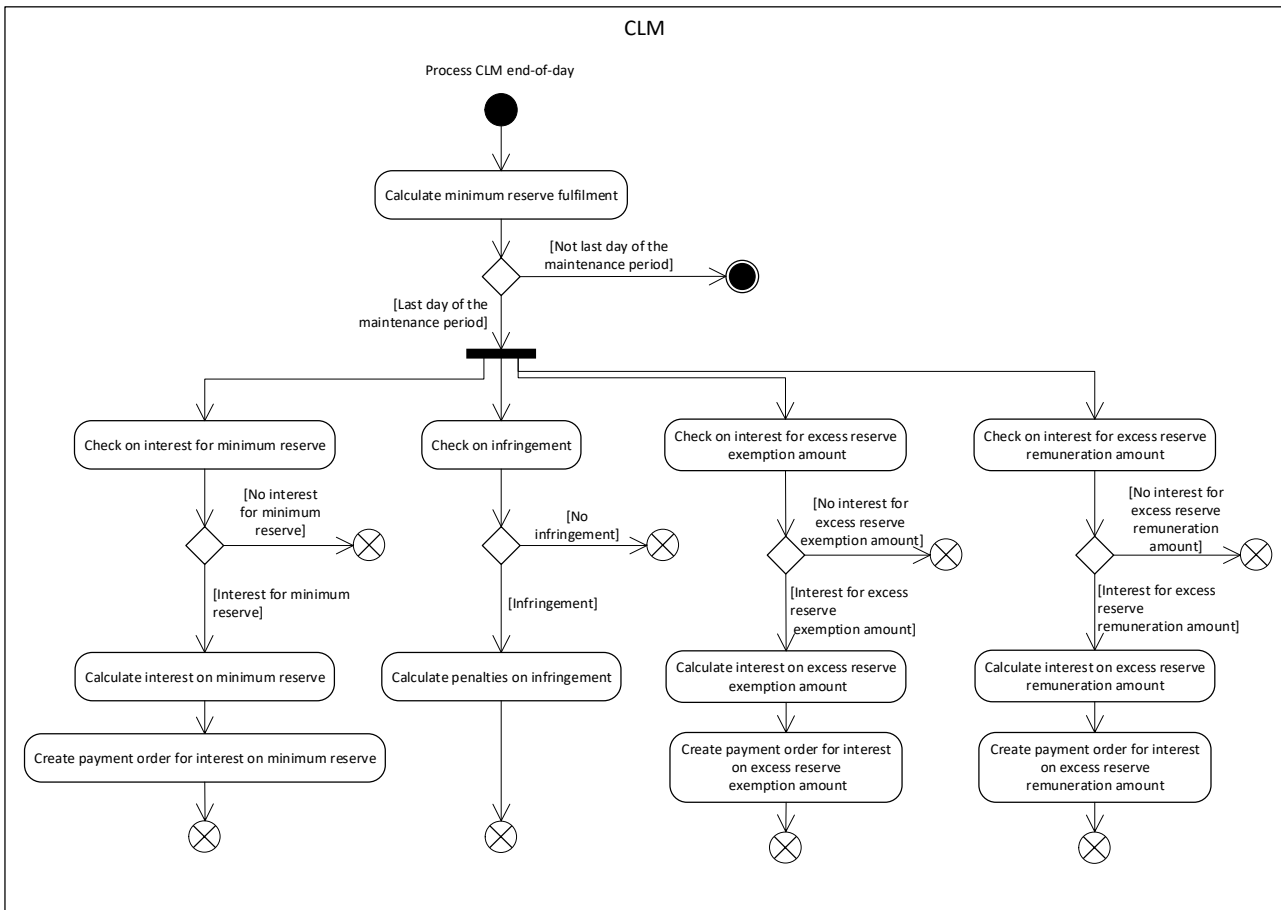 CLM
Process CLM end-of-day
Calculate minimum reserve fulfilment
[Not last day of the
maintenance period]
[Last day of the
maintenance period]
Check on interest for minimum reserve
Check on infringement
Check on interest for excess reserve
exemption amount
Check on interest for excess reserve
remuneration amount
[No interest
for minimum
reserve]
[No
infringement]
[No interest for
excess reserve
exemption amount]
[No interest for
excess reserve
remuneration
amount]
[Interest for minimum
reserve]
[Infringement]
[Interest for excess
reserve
exemption amount]
[Interest for excess
reserve
remuneration amount]
Calculate interest on minimum reserve
Calculate penalties on infringement
Calculate interest on excess reserve
exemption amount
Calculate interest on excess reserve
remuneration amount
Create payment order for interest on minimum reserve
Create payment order for interest
on excess reserve
exemption amount
Create payment order for interest
on excess reserve
remuneration amount